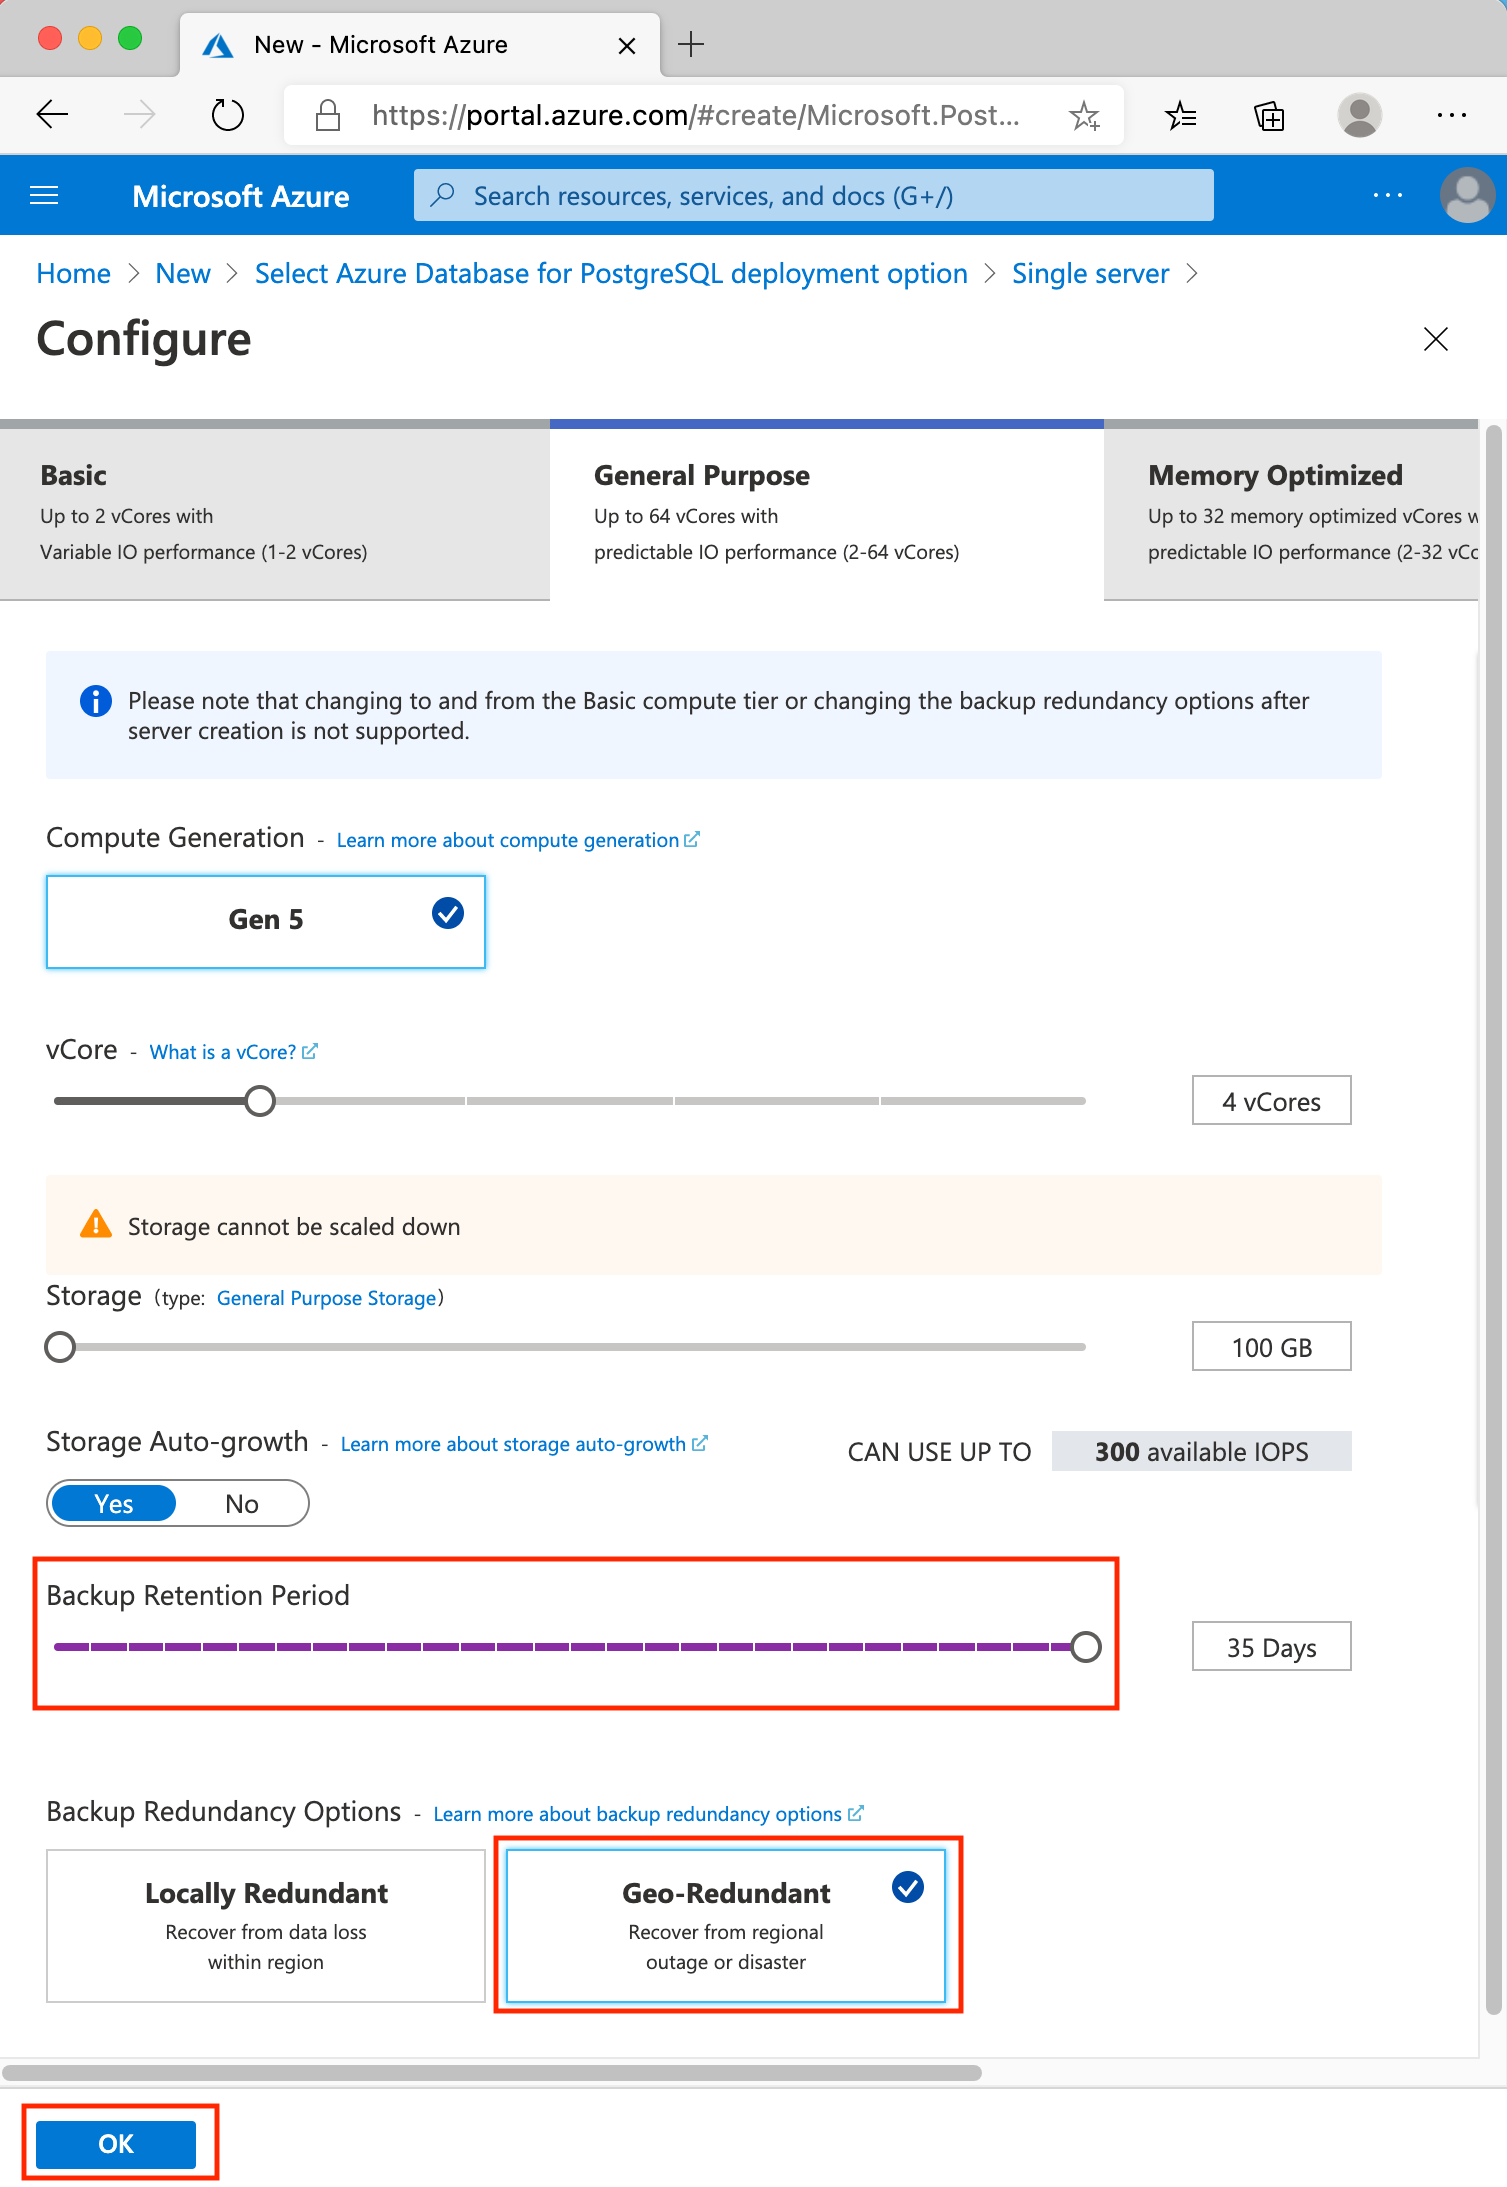 New - Microsoft Azure
https://portal.azure.com/#create/Microsoft.Post...
Microsoft Azure
Search resources, services, and docs (G+/)
Home > New > Select Azure Database for PostgreSQL deployment option > Single server >
Configure
Basic
Up to 2 vCores with
Variable IO performance (1-2 vCores)
General Purpose
Up to 64 vCores with
predictable IO performance (2-64 vCores)
Memory Optimized
Up to 32 memory optimized vCores w
predictable IO performance (2-32 vCo
Please note that changing to and from the Basic compute tier or changing the backup redundancy options after
server creation is not supported.
Compute Generation - Learn more about compute generation
Gen 5
vCore - What is a vCore?
4 vCores
Storage cannot be scaled down
Storage (type: General Purpose Storage)
100 GB
Storage Auto-growth - Learn more about storage auto-growth
CAN USE UP TO 300 available IOPS
Yes No
Backup Retention Period
35 Days
Backup Redundancy Options - Learn more about backup redundancy options
Locally Redundant
Recover from data loss
within region
Geo-Redundant
Recover from regional
outage or disaster
OK